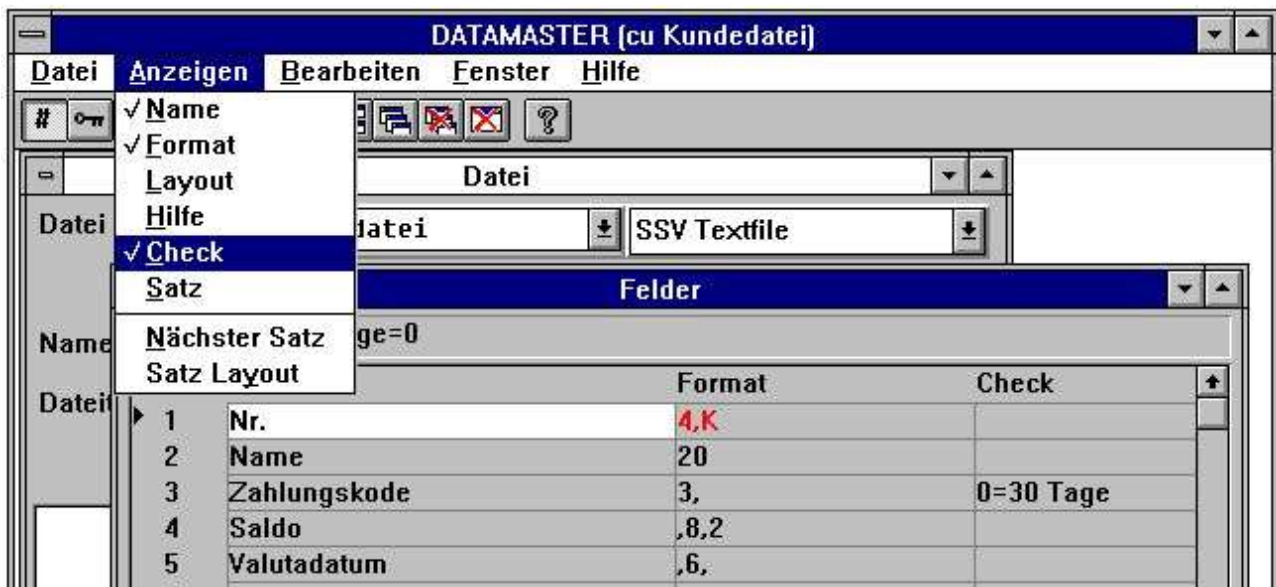 DATAMASTER (cu Kundedatei)
Datei Anzeigen Bearbeiten Fenster Hilfe
# ?
√ Name
√ Format
Layout
Hilfe
√ Check
Satz
Nächster Satz
Satz Layout
Datei
Datei datei SSV Textfile
Felder
Name ge=0
Dateit
Format Check
1 Nr. 4,K
2 Name 20
3 Zahlungskode 3, 0=30 Tage
4 Saldo ,8,2
5 Valutadatum ,6,